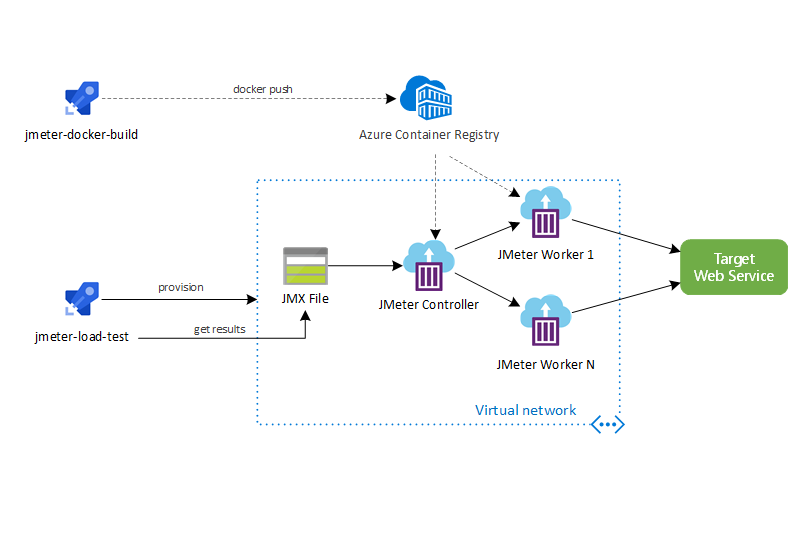 docker push
jmeter-docker-build
Azure Container Registry
JMeter Worker 1
Target
Web Service
provision
JMX File
JMeter Controller
get results
jmeter-load-test
JMeter Worker N
Virtual network